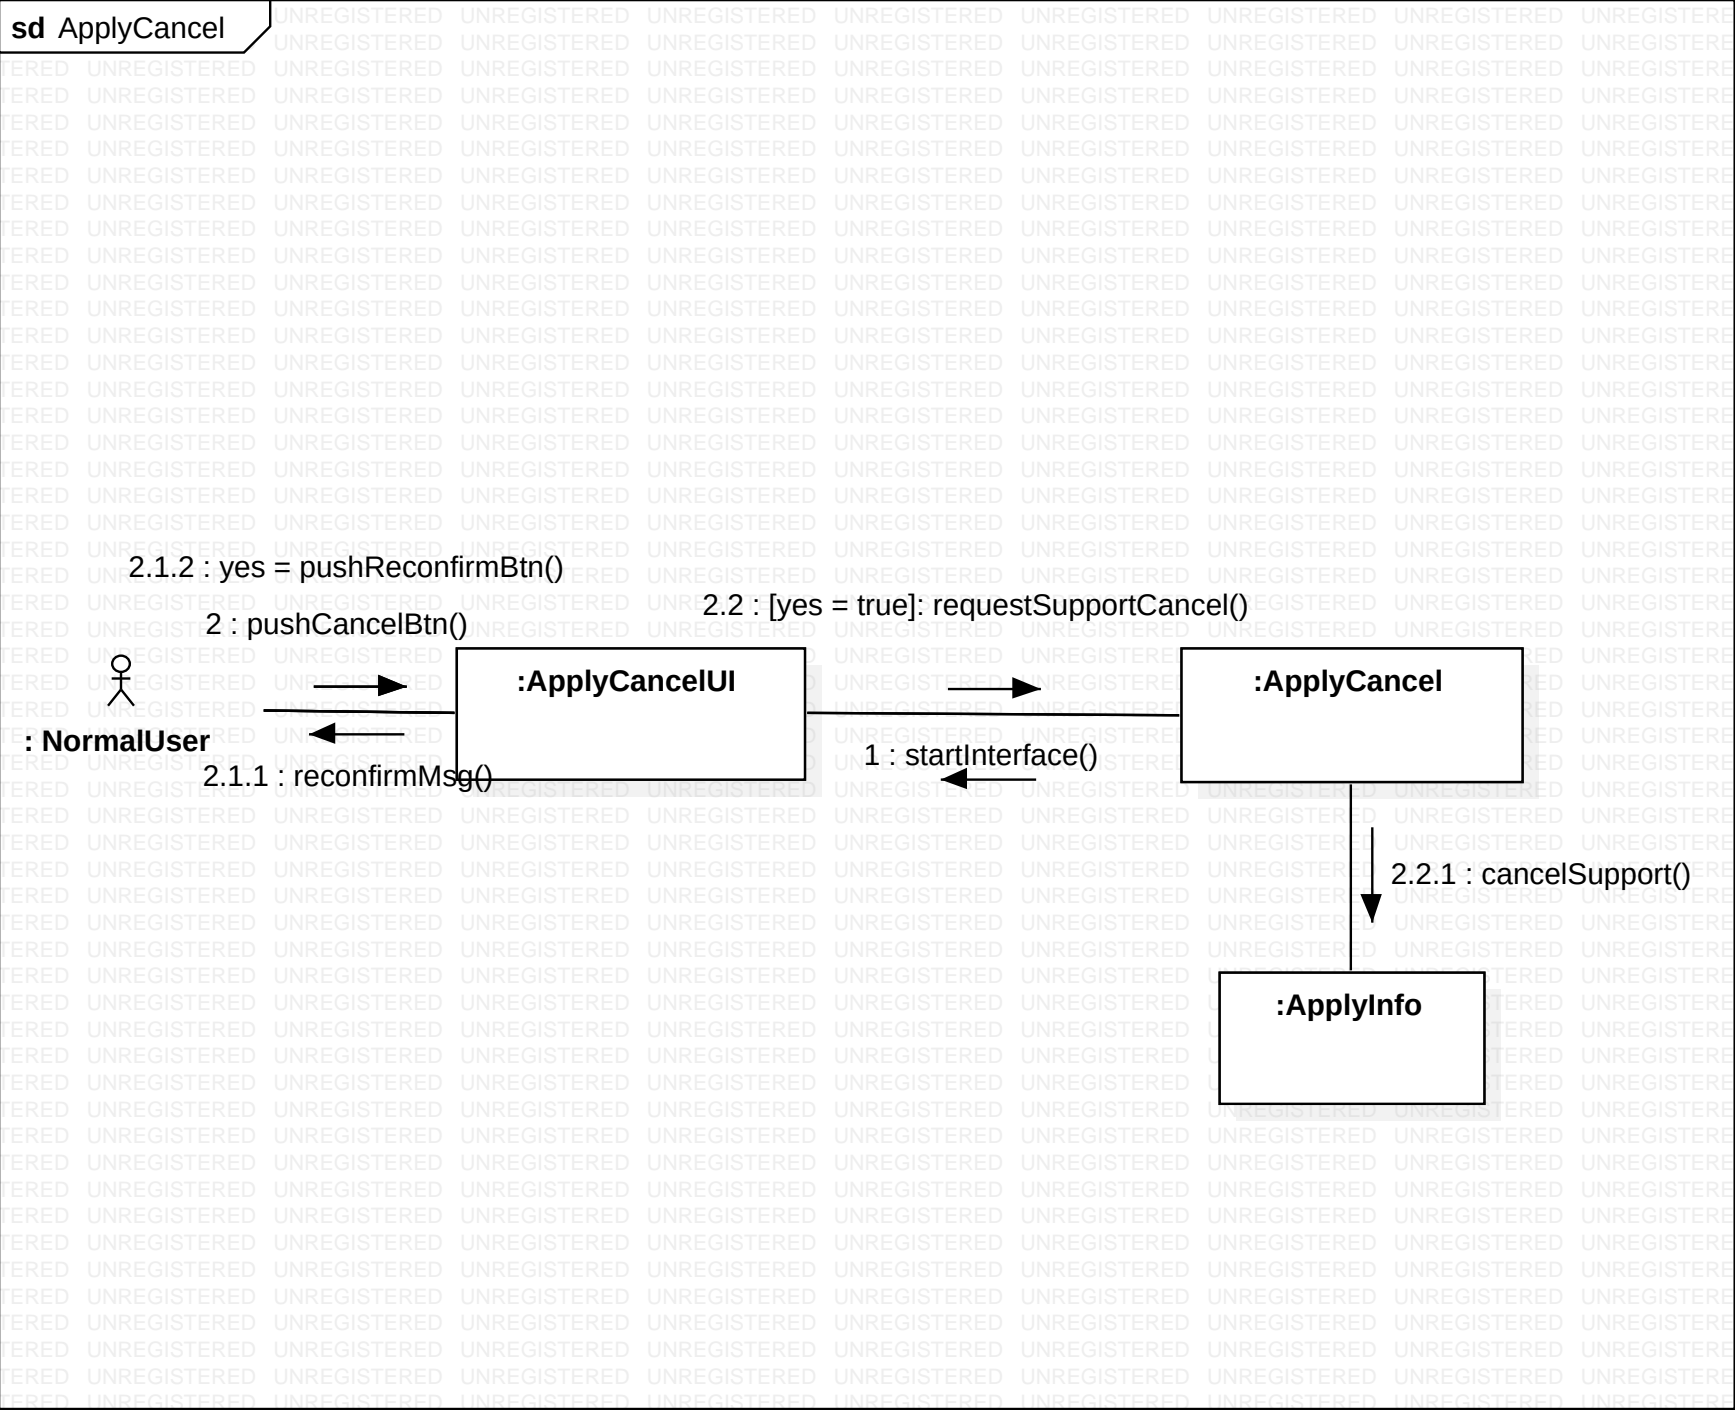 sd ApplyCancel
2.1.2 : yes = pushReconfirmBtn()
2.2 : [yes = true]: requestSupportCancel()
2 : pushCancelBtn()
:ApplyCancelUI
:ApplyCancel
: NormalUser
1 : startInterface()
2.1.1 : reconfirmMsg()
2.2.1 : cancelSupport()
:ApplyInfo
UNREGISTERED